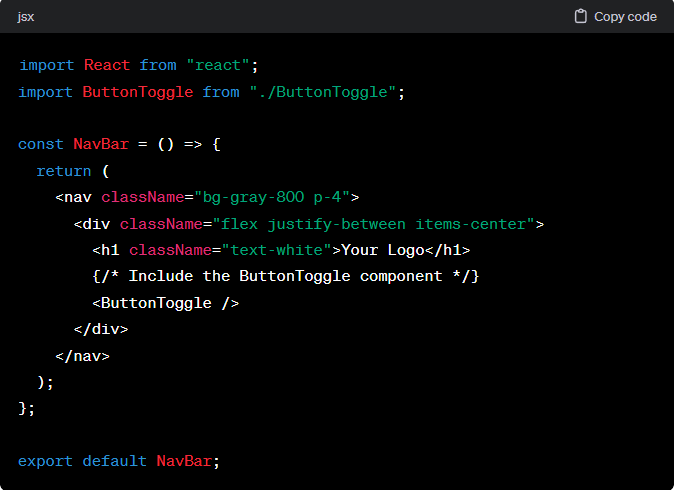 jsx
Copy code
import React from "react";
import ButtonToggle from "./ButtonToggle";
const NavBar = () => {
  return (
    <nav className="bg-gray-800 p-4">
      <div className="flex justify-between items-center">
        <h1 className="text-white">Your Logo</h1>
        {/* Include the ButtonToggle component */}
        <ButtonToggle />
      </div>
    </nav>
  );
};
export default NavBar;